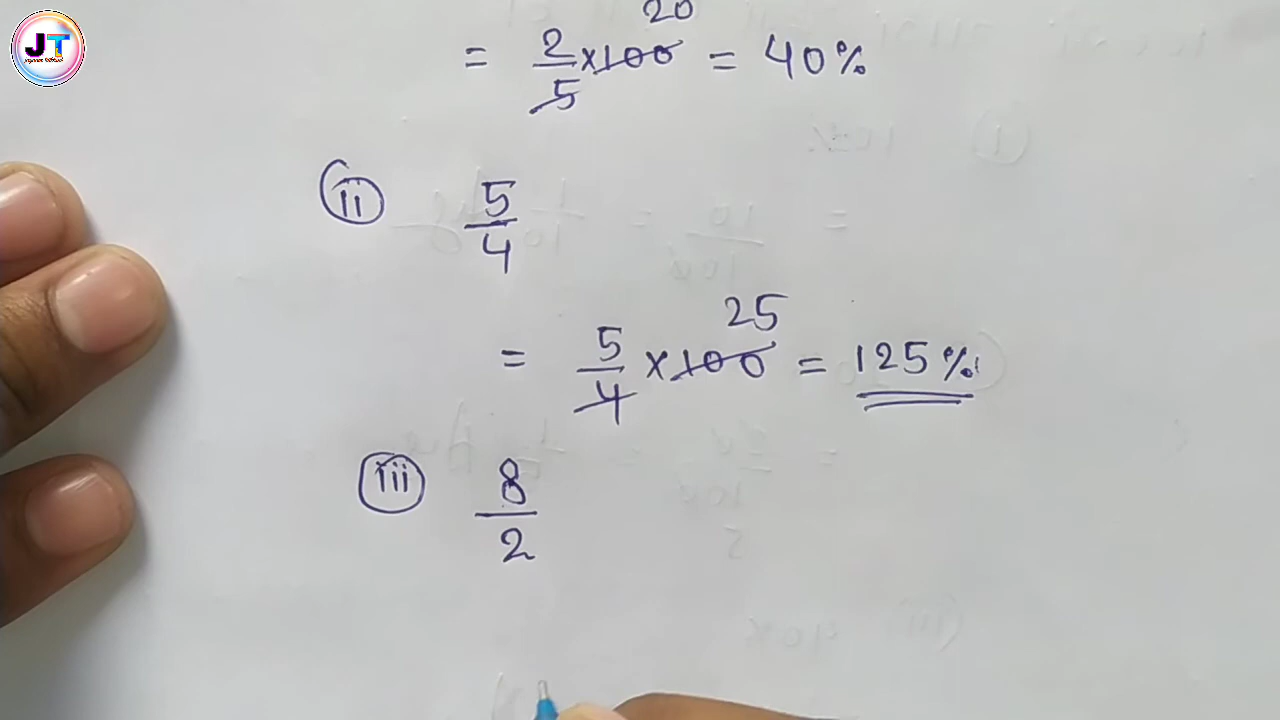 JT
20
= 2/5 × 100 = 40%
ii 5/4
25
= 5/4 × 100 = 125%
iii 8/2